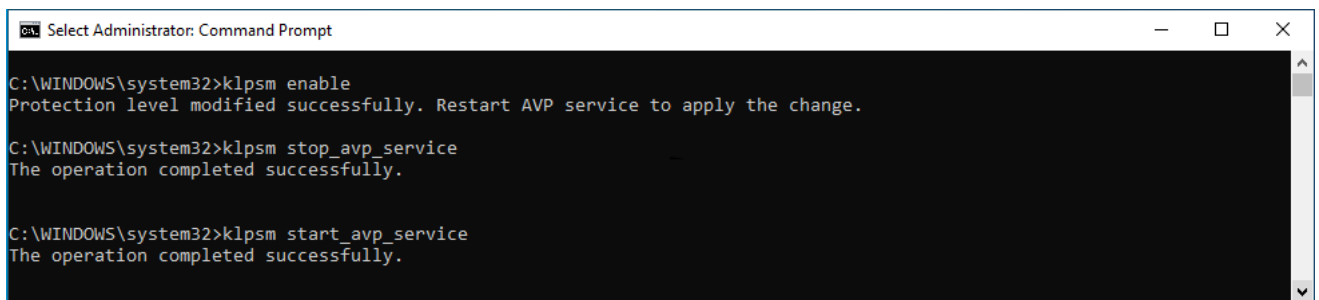 Select Administrator: Command Prompt
C:\WINDOWS\system32>klpsm enable
Protection level modified successfully. Restart AVP service to apply the change.
C:\WINDOWS\system32>klpsm stop_avp_service
The operation completed successfully.
C:\WINDOWS\system32>klpsm start_avp_service
The operation completed successfully.